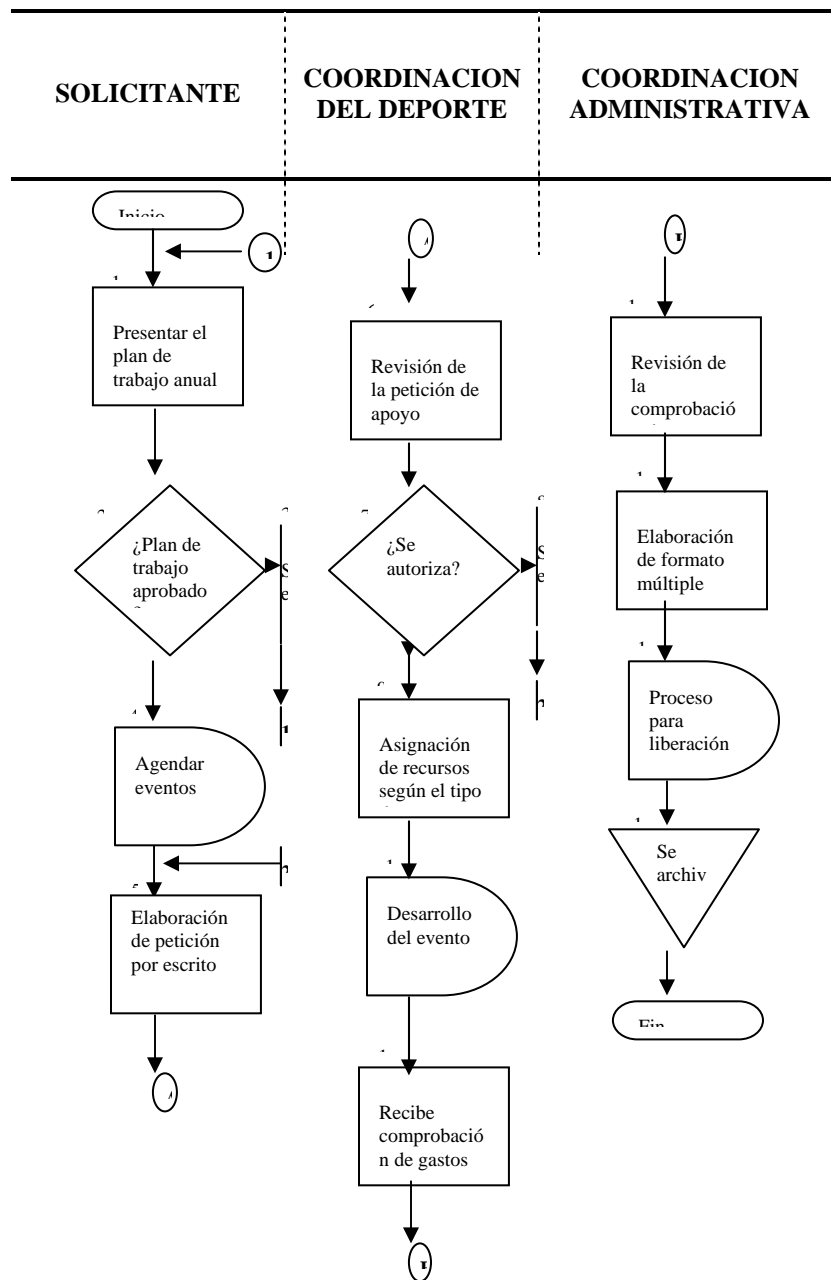 SOLICITANTE
COORDINACION
DEL DEPORTE
COORDINACION
ADMINISTRATIVA
Inicio
Presentar el
plan de
trabajo anual
¿Plan de
trabajo
aprobado
Agendar
eventos
Elaboración
de petición
por escrito
Revisión de
la petición de
apoyo
¿Se
autoriza?
Asignación
de recursos
según el tipo
Desarrollo
del evento
Recibe
comprobació
n de gastos
Revisión de
la
comprobació
Elaboración
de formato
múltiple
Proceso
para
liberación
Se
archiv
Fin